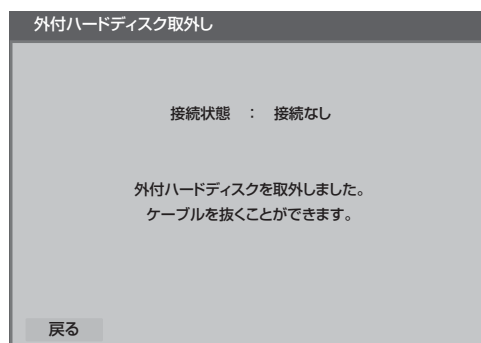 外付ハードディスク取外し
接続状態 : 接続なし
外付ハードディスクを取外しました。
ケーブルを抜くことができます。
戻る